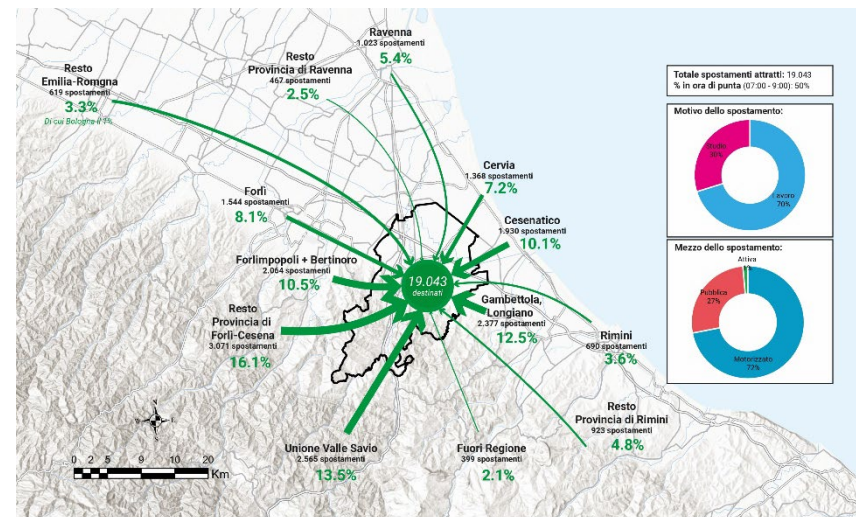 Ravenna
1.023 spostamenti
5.4%
Resto
Provincia di Ravenna
467 spostamenti
2.5%
Resto
Emilia-Romgna
619 spostamenti
3.3%
Di cui Bologna il 1%
Cervia
1.368 spostamenti
7.2%
Forlì
1.544 spostamenti
8.1%
Cesenatico
1.930 spostamenti
10.1%
Forlimpopoli + Bertinoro
2.064 spostamenti
10.5%
19.043
destinati
Resto
Provincia di
Forlì-Cesena
3.071 spostamenti
16.1%
Gambettola,
Longiano
2.377 spostamenti
12.5%
Rimini
690 spostamenti
3.6%
Resto
Provincia di Rimini
923 spostamenti
4.8%
Unione Valle Savio
2.565 spostamenti
13.5%
Fuori Regione
399 spostamenti
2.1%
0 2 5 9 10 20
Km
Totale spostamenti attratti: 19.043
% in ora di punta (07:00 - 9:00): 50%
Motivo dello spostamento:
Studio
30%
Lavoro
70%
Mezzo dello spostamento:
Attiva
Pubblica
27%
Motorizzato
72%